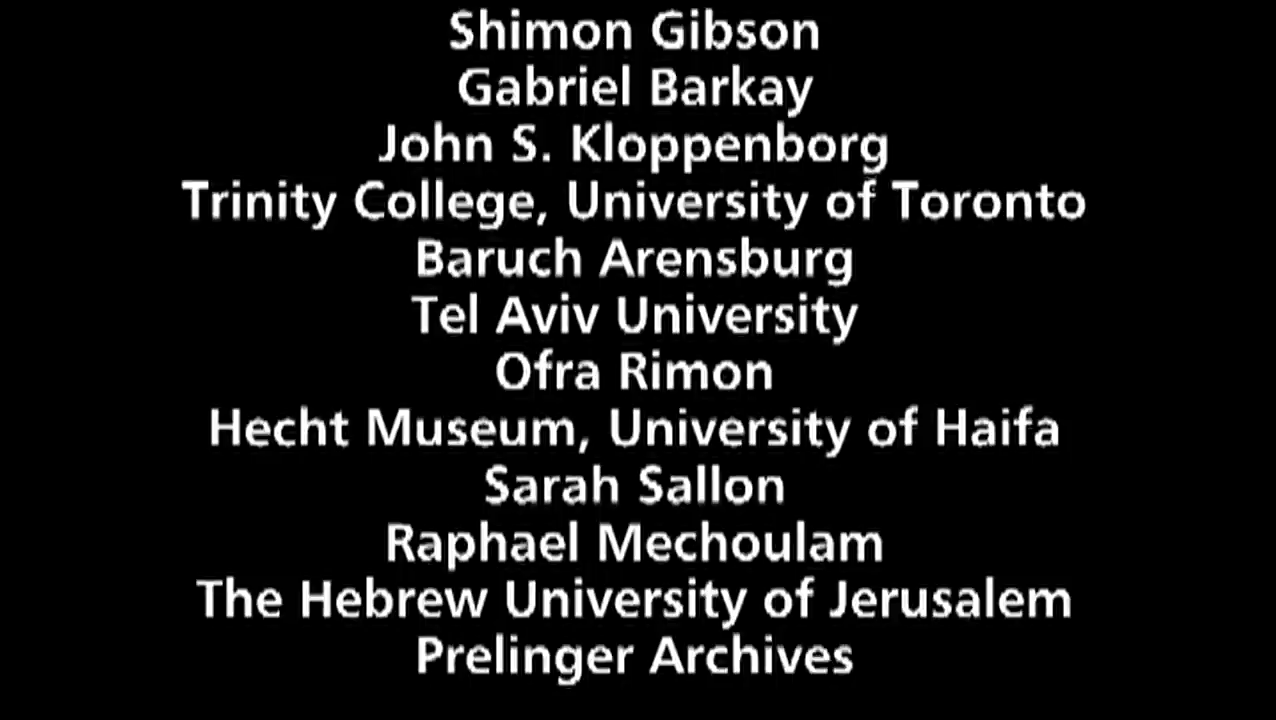 Shimon Gibson
Gabriel Barkay
John S. Kloppenborg
Trinity College, University of Toronto
Baruch Arensburg
Tel Aviv University
Ofra Rimon
Hecht Museum, University of Haifa
Sarah Sallon
Raphael Mechoulam
The Hebrew University of Jerusalem
Prelinger Archives